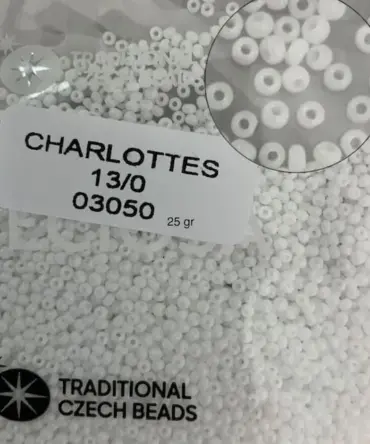 CHARLOTTES
13/0
03050
25 gr
TRADITIONAL
CZECH BEADS